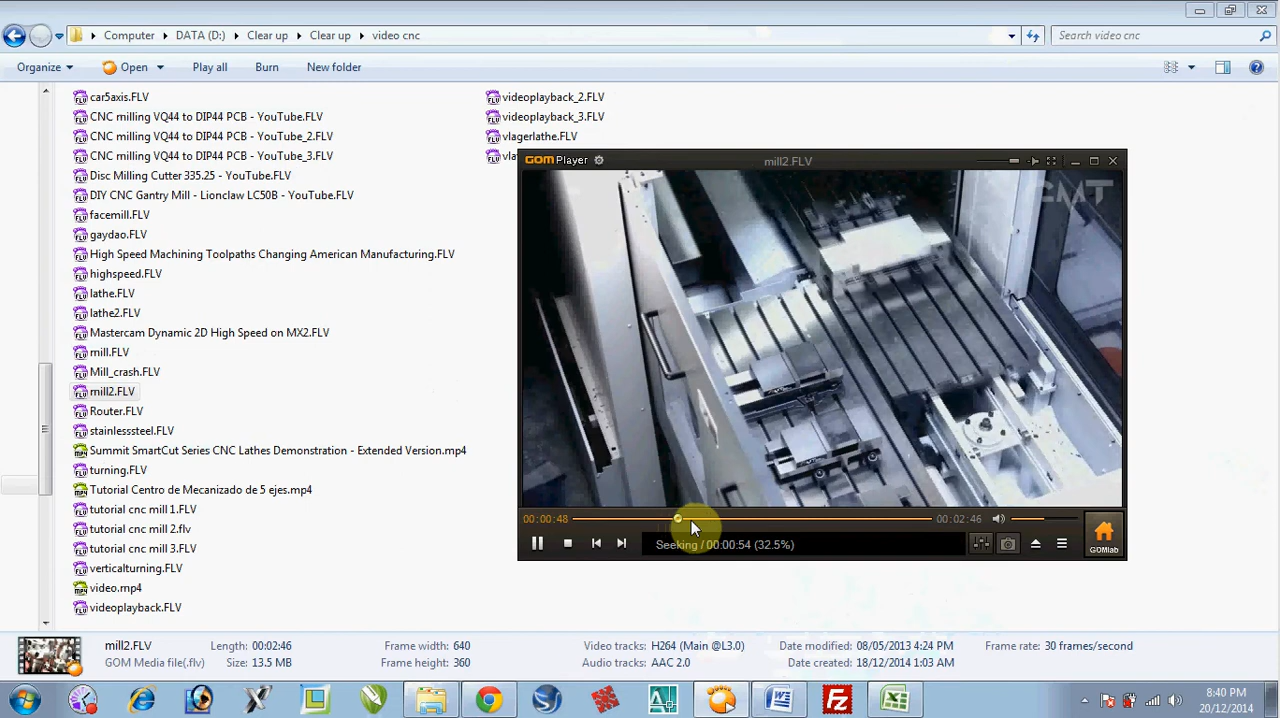 Computer ▸ DATA (D:) ▸ Clear up ▸ Clear up ▸ video cnc
Search video cnc
Organize Open Play all Burn New folder
car5axis.FLV
CNC milling VQ44 to DIP44 PCB - YouTube.FLV
CNC milling VQ44 to DIP44 PCB - YouTube_2.FLV
CNC milling VQ44 to DIP44 PCB - YouTube_3.FLV
Disc Milling Cutter 335.25 - YouTube.FLV
DIY CNC Gantry Mill - Lionclaw LC50B - YouTube.FLV
facemill.FLV
gaydao.FLV
High Speed Machining Toolpaths Changing American Manufacturing.FLV
highspeed.FLV
lathe.FLV
lathe2.FLV
Mastercam Dynamic 2D High Speed on MX2.FLV
mill.FLV
Mill_crash.FLV
mill2.FLV
Router.FLV
stainlesssteel.FLV
Summit SmartCut Series CNC Lathes Demonstration - Extended Version.mp4
turning.FLV
Tutorial Centro de Mecanizado de 5 ejes.mp4
tutorial cnc mill 1.FLV
tutorial cnc mill 2.flv
tutorial cnc mill 3.FLV
verticalturning.FLV
video.mp4
videoplayback.FLV
videoplayback_2.FLV
videoplayback_3.FLV
vlagerlathe.FLV
GOM Player
mill2.FLV
CMT
00:00:48
00:02:46
Seeking / 00:00:54 (32.5%)
GOMlab
mill2.FLV
GOM Media file(.flv)
Length: 00:02:46
Size: 13.5 MB
Frame width: 640
Frame height: 360
Video tracks: H264 (Main @L3.0)
Audio tracks: AAC 2.0
Date modified: 08/05/2013 4:24 PM
Date created: 18/12/2014 1:03 AM
Frame rate: 30 frames/second
8:40 PM
20/12/2014